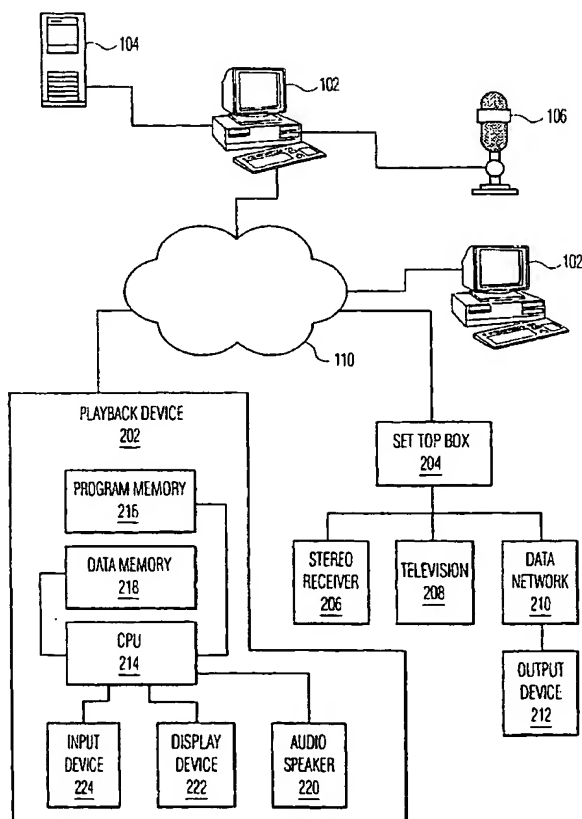 104
102
106
102
110
PLAYBACK DEVICE
202
PROGRAM MEMORY
216
DATA MEMORY
218
CPU
214
INPUT
DEVICE
224
DISPLAY
DEVICE
222
AUDIO
SPEAKER
220
SET TOP BOX
204
STEREO
RECEIVER
206
TELEVISION
208
DATA
NETWORK
210
OUTPUT
DEVICE
212